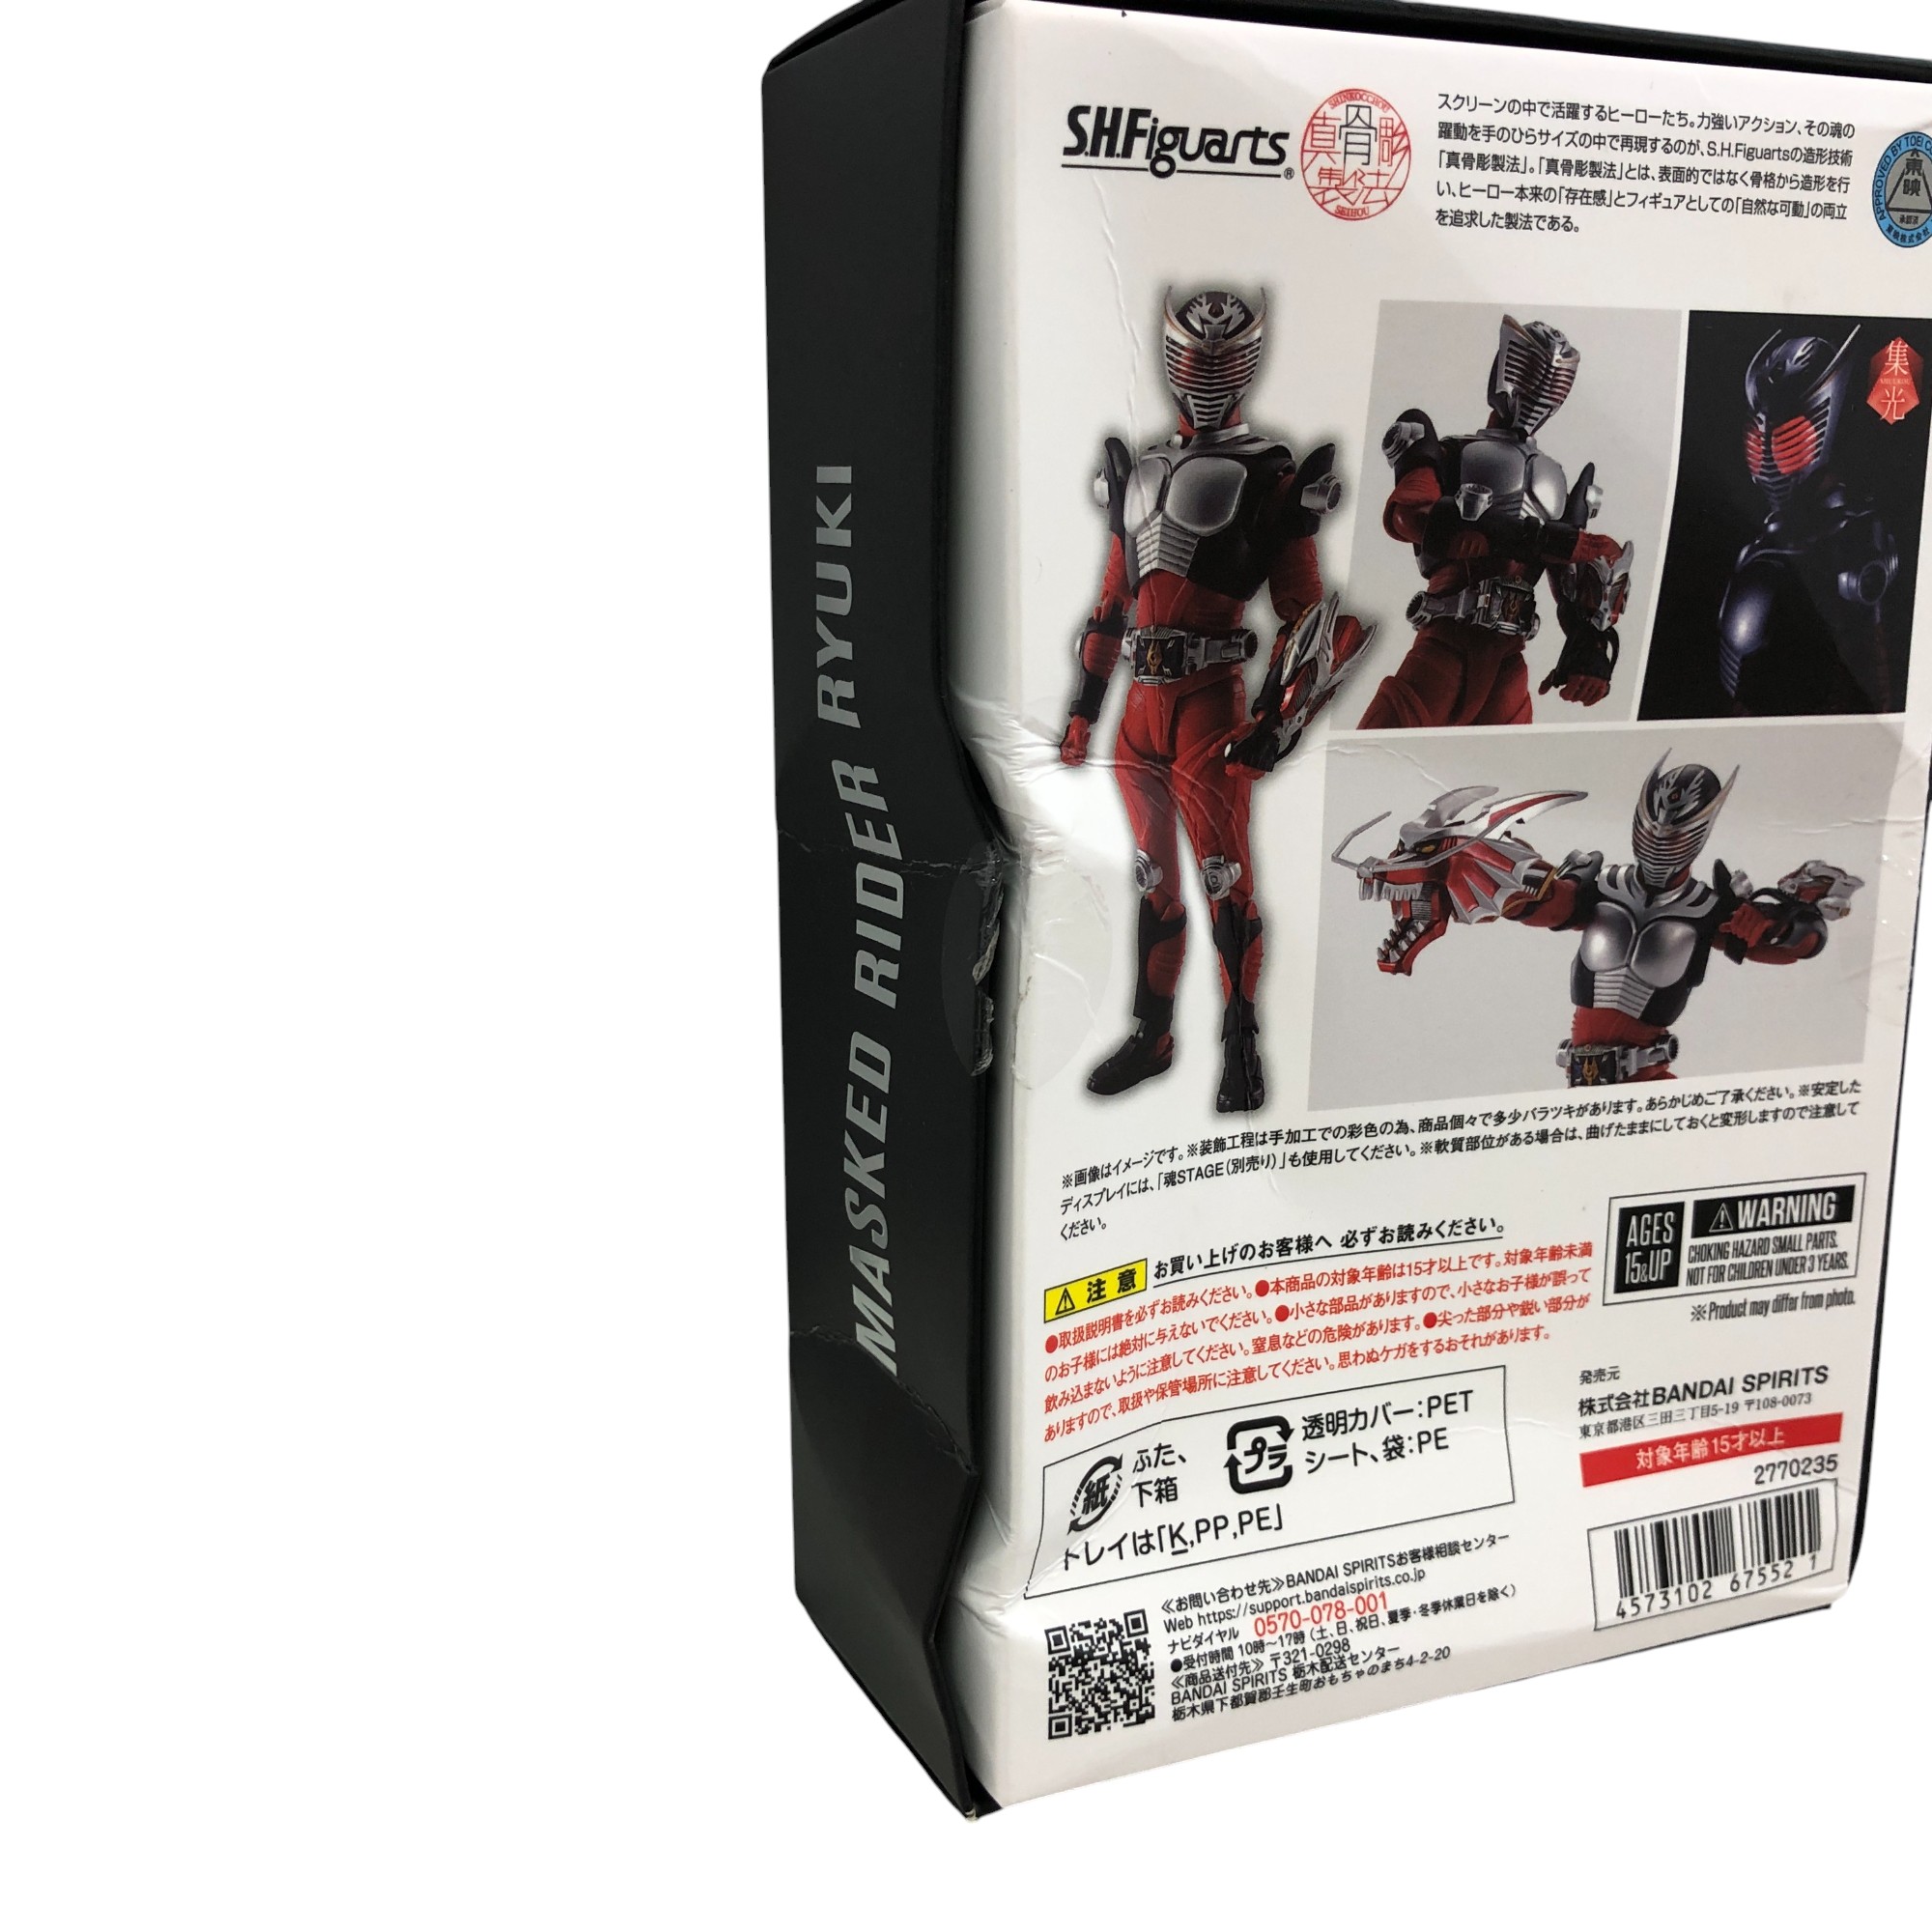 MASKED RIDER RYUKI
S.H.Figuarts®
SHINKOCCHOU
真骨彫
製法
SEIHOU
スクリーンの中で活躍するヒーローたち。力強いアクション、その魂の
躍動を手のひらサイズの中で再現するのが、S.H.Figuartsの造形技術
「真骨彫製法」。「真骨彫製法」とは、表面的ではなく骨格から造形を行
い、ヒーロー本来の「存在感」とフィギュアとしての「自然な可動」の両立
を追求した製法である。
APPROVED BY TOEI CO
東映
承認済
東映株式会社
集
SHUUKOU
光
※画像はイメージです。※装飾工程は手加工での彩色の為、商品個々で多少バラツキがあります。あらかじめご了承ください。※安定した
ディスプレイには、「魂STAGE(別売り)」も使用してください。※軟質部位がある場合は、曲げたままにしておくと変形しますので注意して
ください。
注意 お買い上げのお客様へ 必ずお読みください。
●取扱説明書を必ずお読みください。●本商品の対象年齢は15才以上です。対象年齢未満
のお子様には絶対に与えないでください。●小さな部品がありますので、小さなお子様が誤って
飲み込まないように注意してください。窒息などの危険があります。●尖った部分や鋭い部分が
ありますので、取扱や保管場所に注意してください。思わぬケガをするおそれがあります。
AGES
15&UP
WARNING
CHOKING HAZARD SMALL PARTS.
NOT FOR CHILDREN UNDER 3 YEARS.
※Product may differ from photo.
紙
ふた、
下箱
プラ
透明カバー:PET
シート、袋:PE
トレイは「K,PP,PE」
発売元
株式会社BANDAI SPIRITS
東京都港区三田三丁目5-19 〒108-0073
対象年齢15才以上
2770235
4573102 67552 1
≪お問い合わせ先≫BANDAI SPIRITSお客様相談センター
Web https://support.bandaispirits.co.jp
ナビダイヤル 0570-078-001
●受付時間 10時〜17時 (土、日、祝日、夏季・冬季休業日を除く)
≪商品送付先≫ 〒321-0298
BANDAI SPIRITS 栃木配送センター
栃木県下都賀郡壬生町おもちゃのまち4-2-20